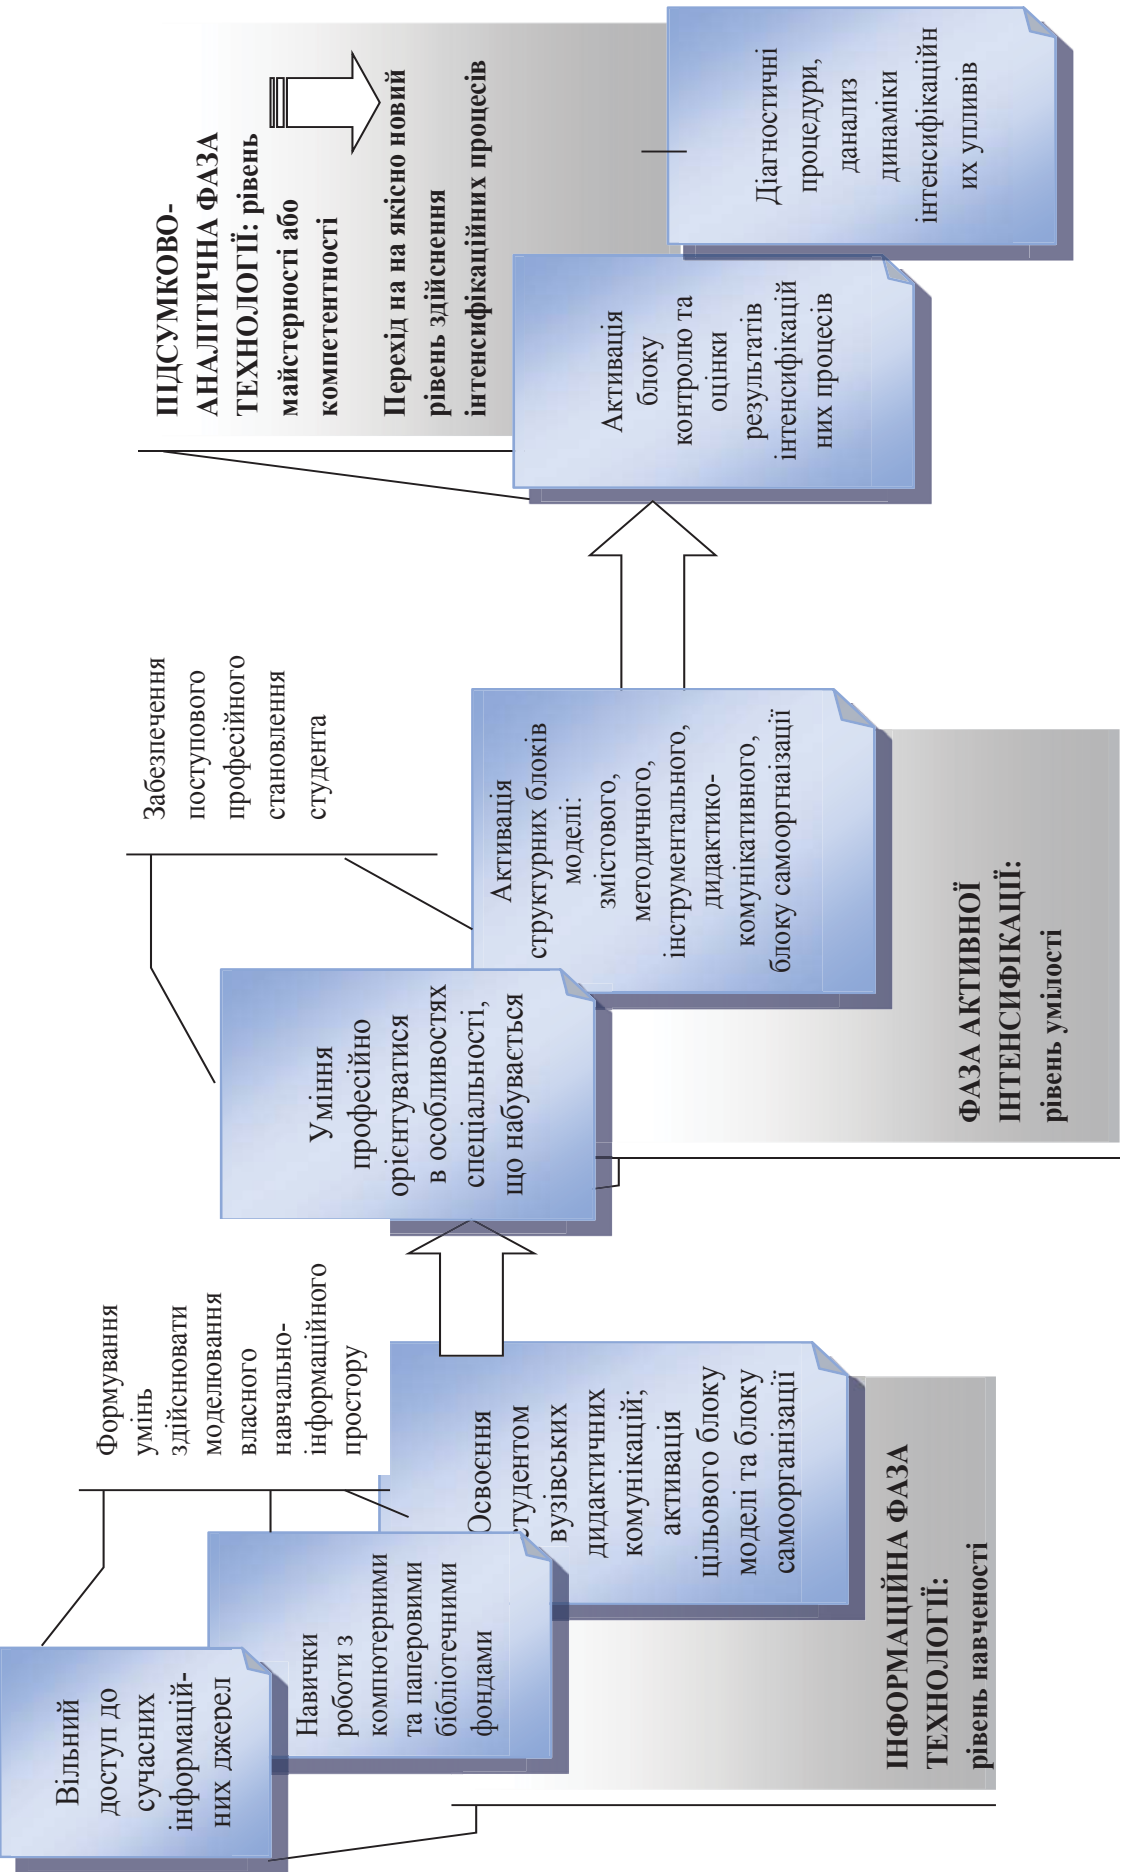 Вільний
доступ до
сучасних
інформацій-
них джерел
Навички
роботи з
компютерними
та паперовими
бібліотечними
фондами
Освоєння
студентом
вузівських
дидактичних
комунікацій;
активація
цільового блоку
моделі та блоку
самоорганізації
Формування
умінь
здійснювати
моделювання
власного
навчально-
інформаційного
простору
ІНФОРМАЦІЙНА ФАЗА
ТЕХНОЛОГІЇ:
рівень навченості
Уміння
професійно
орієнтуватися
в особливостях
спеціальності,
що набувається
Активація
структурних блоків
моделі:
змістового,
методичного,
інструментального,
дидактико-
комунікативного,
блоку самооргнаізації
Забезпечення
поступового
професійного
становлення
студента
ФАЗА АКТИВНОЇ
ІНТЕНСИФІКАЦІЇ:
рівень умілості
Активація
блоку
контролю та
оцінки
результатів
інтенсифікацій
них процесів
Діагностичні
процедури,
данализ
динаміки
інтенсифікаційн
их упливів
ПІДСУМКОВО-
АНАЛІТИЧНА ФАЗА
ТЕХНОЛОГІЇ: рівень
майстерності або
компетентності
Перехід на на якісно новий
рівень здійснення
інтенсифікаційних процесів